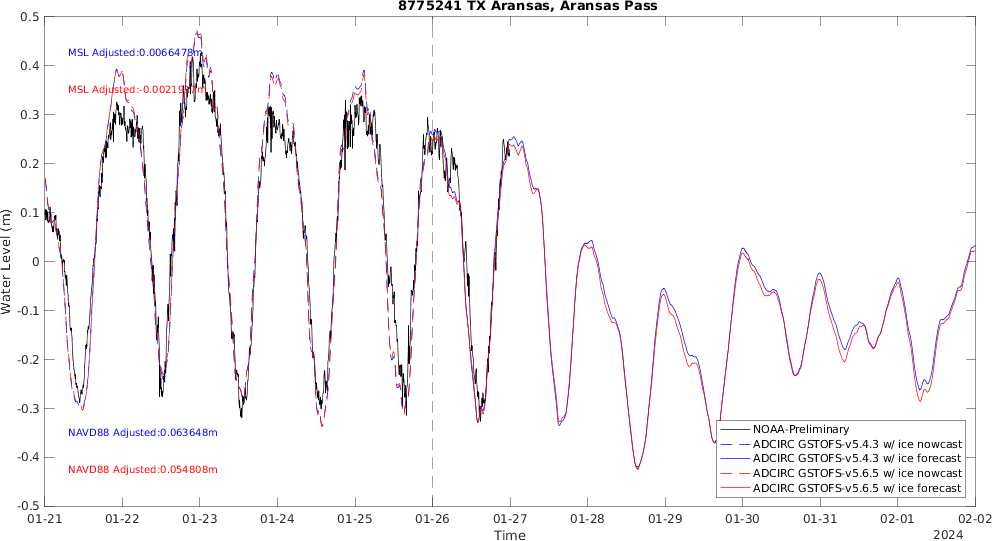 8775241 TX Aransas, Aransas Pass
0.5
0.4
0.3
0.2
0.1
0
-0.1
-0.2
-0.3
-0.4
-0.5
Water Level (m)
MSL Adjusted:0.0066478m
NAVD88 Adjusted:0.063648m
NAVD88 Adjusted:0.054808m
NOAA-Preliminary
ADCIRC GSTOFS-v5.4.3 w/ ice nowcast
ADCIRC GSTOFS-v5.4.3 w/ ice forecast
ADCIRC GSTOFS-v5.6.5 w/ ice nowcast
ADCIRC GSTOFS-v5.6.5 w/ ice forecast
01-21 01-22 01-23 01-24 01-25 01-26 01-27 01-28 01-29 01-30 01-31 02-01 02-02
Time
2024